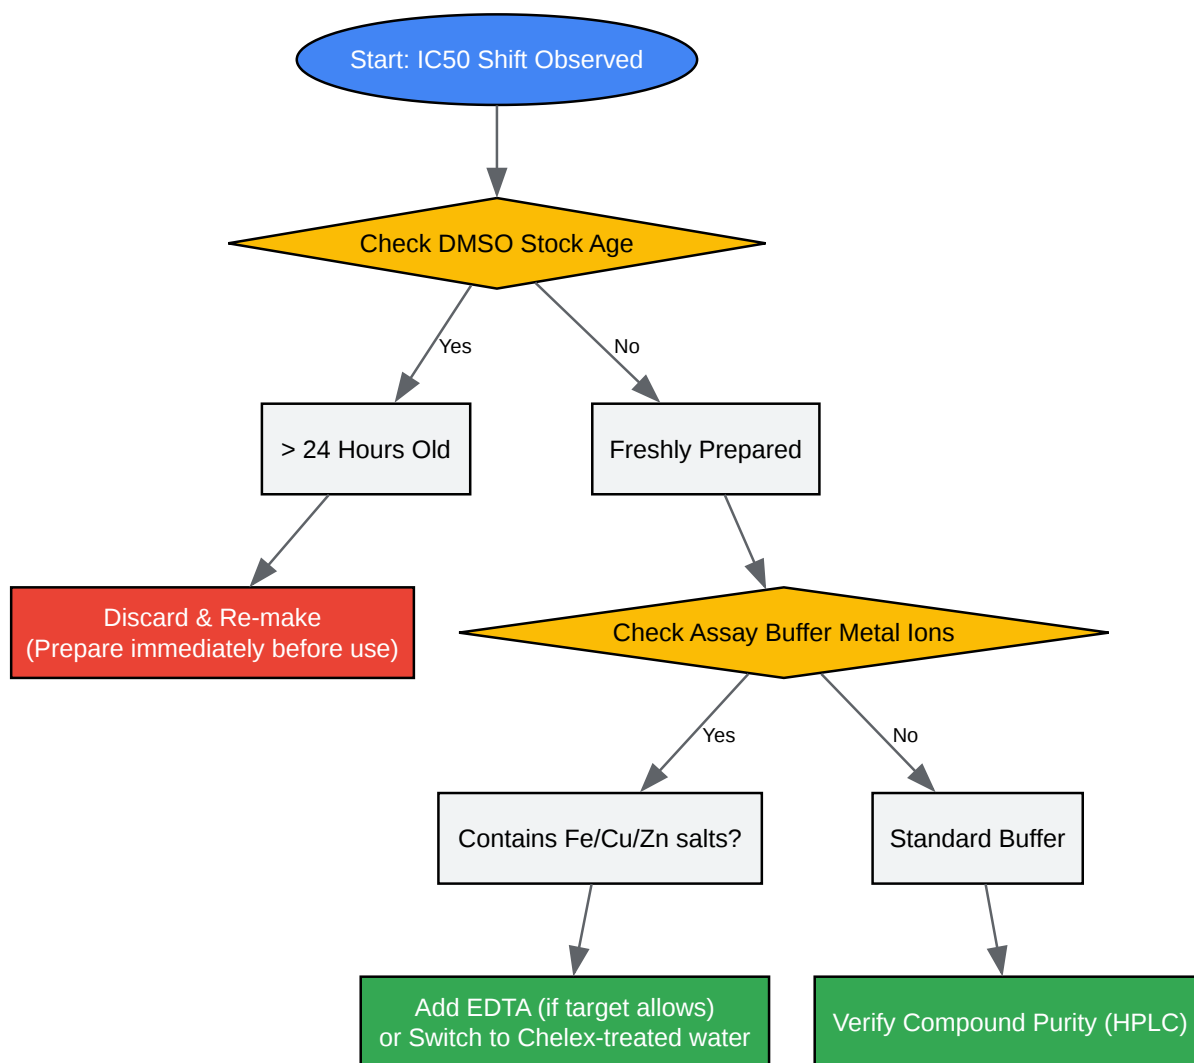 Start: IC50 Shift Observed
Check DMSO Stock Age
Yes
No
> 24 Hours Old
Freshly Prepared
Discard & Re-make
(Prepare immediately before use)
Check Assay Buffer Metal Ions
Yes
No
Contains Fe/Cu/Zn salts?
Standard Buffer
Add EDTA (if target allows)
or Switch to Chelex-treated water
Verify Compound Purity (HPLC)